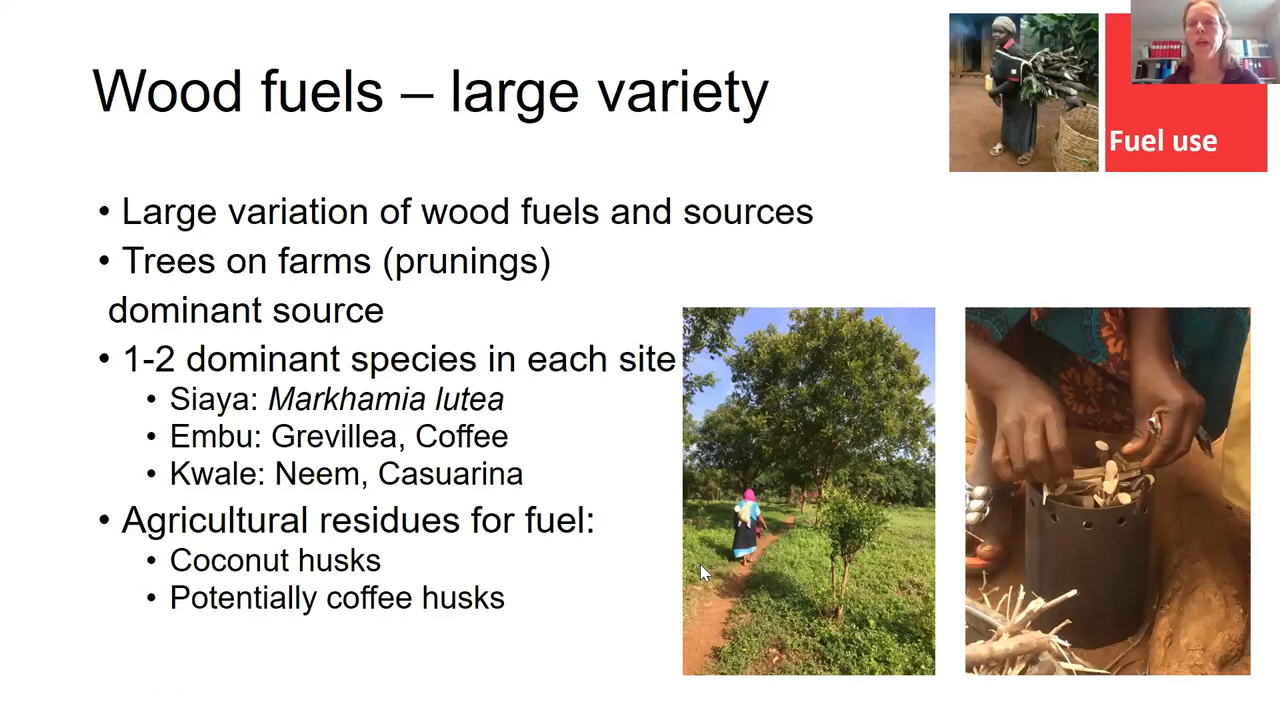 Wood fuels – large variety
Fuel use
• Large variation of wood fuels and sources
• Trees on farms (prunings)
dominant source
• 1-2 dominant species in each site
• Siaya: Markhamia lutea
• Embu: Grevillea, Coffee
• Kwale: Neem, Casuarina
• Agricultural residues for fuel:
• Coconut husks
• Potentially coffee husks